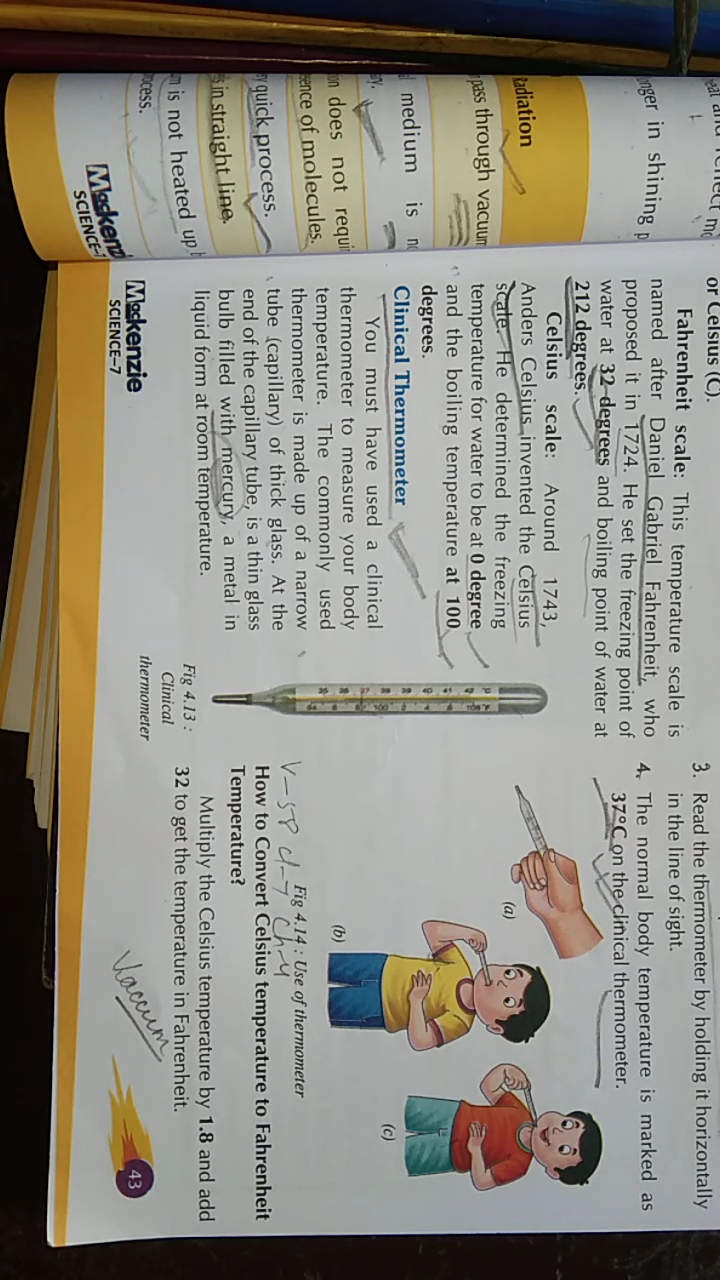 Radiation
pass through vacuum
medium is
does not requir
ence of molecules.
quick process.
in straight line.
is not heated up
ocess.
Mackenzi
SCIENCE-7
onger in shining p
or Celsius (C).
Fahrenheit scale: This temperature scale is
named after Daniel Gabriel Fahrenheit, who
proposed it in 1724. He set the freezing point of
water at 32 degrees and boiling point of water at
212 degrees.
Celsius scale: Around 1743,
Anders Celsius invented the Celsius
scale. He determined the freezing
temperature for water to be at 0 degree
and the boiling temperature at 100
degrees.
Clinical Thermometer
You must have used a clinical
thermometer to measure your body
temperature. The commonly used
thermometer is made up of a narrow
tube (capillary) of thick glass. At the
end of the capillary tube, is a thin glass
bulb filled with mercury, a metal in
liquid form at room temperature.
Fig 4.13 :
Clinical
thermometer
Mackenzie
SCIENCE–7
3. Read the thermometer by holding it horizontally
in the line of sight.
4. The normal body temperature is marked as
37°C on the clinical thermometer.
(a)
(b)
(c)
Fig 4.14 : Use of thermometer
V-58 cl-7 ch-4
How to Convert Celsius temperature to Fahrenheit
Temperature?
Multiply the Celsius temperature by 1.8 and add
32 to get the temperature in Fahrenheit.
Vaccum
43